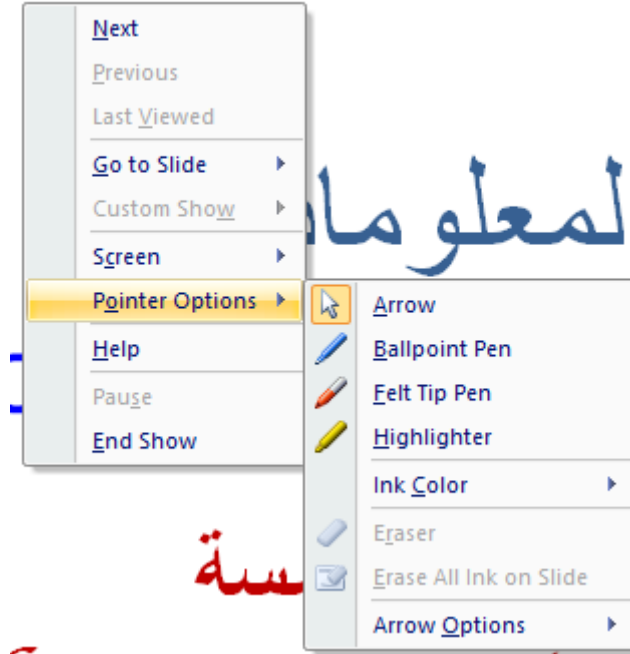 Next
Previous
Last Viewed
Go to Slide
Custom Show
Screen
Pointer Options
Help
Pause
End Show
Arrow
Ballpoint Pen
Felt Tip Pen
Highlighter
Ink Color
Eraser
Erase All Ink on Slide
Arrow Options